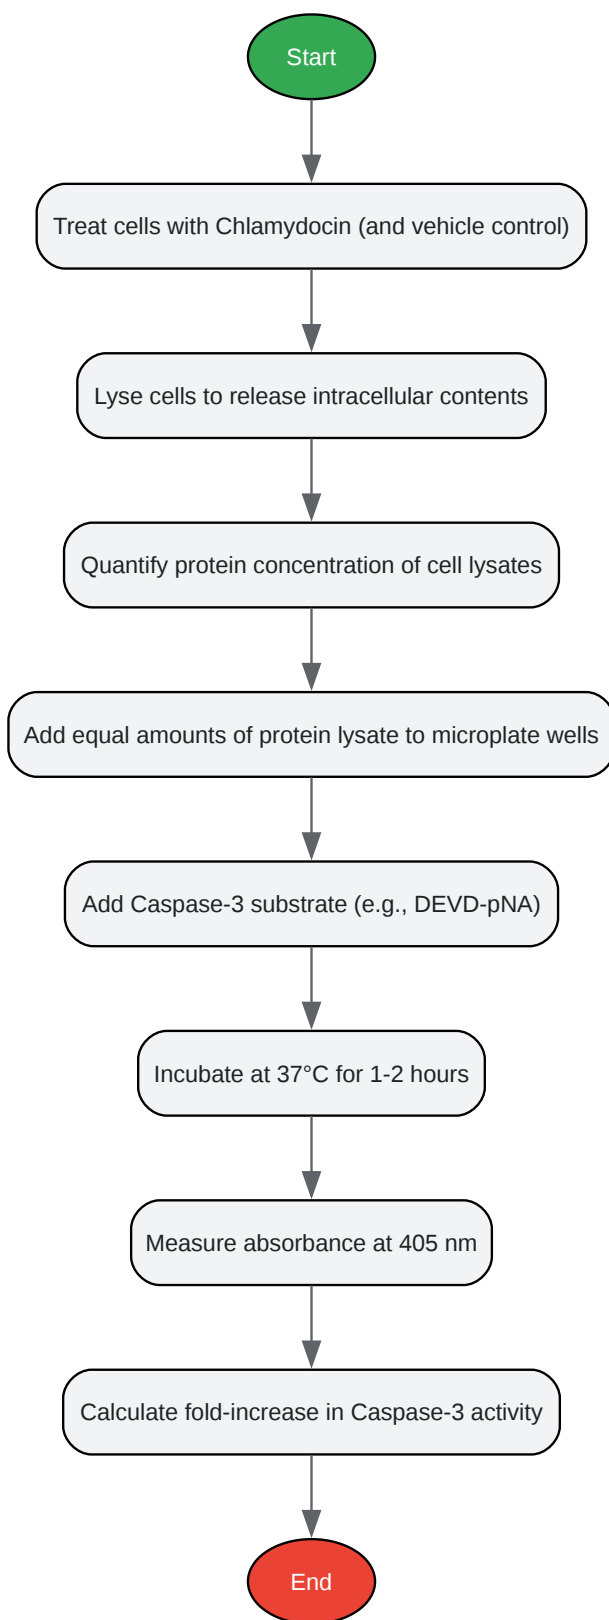 Start
Treat cells with Chlamydocin (and vehicle control)
Lyse cells to release intracellular contents
Quantify protein concentration of cell lysates
Add equal amounts of protein lysate to microplate wells
Add Caspase-3 substrate (e.g., DEVD-pNA)
Incubate at 37°C for 1-2 hours
Measure absorbance at 405 nm
Calculate fold-increase in Caspase-3 activity
End